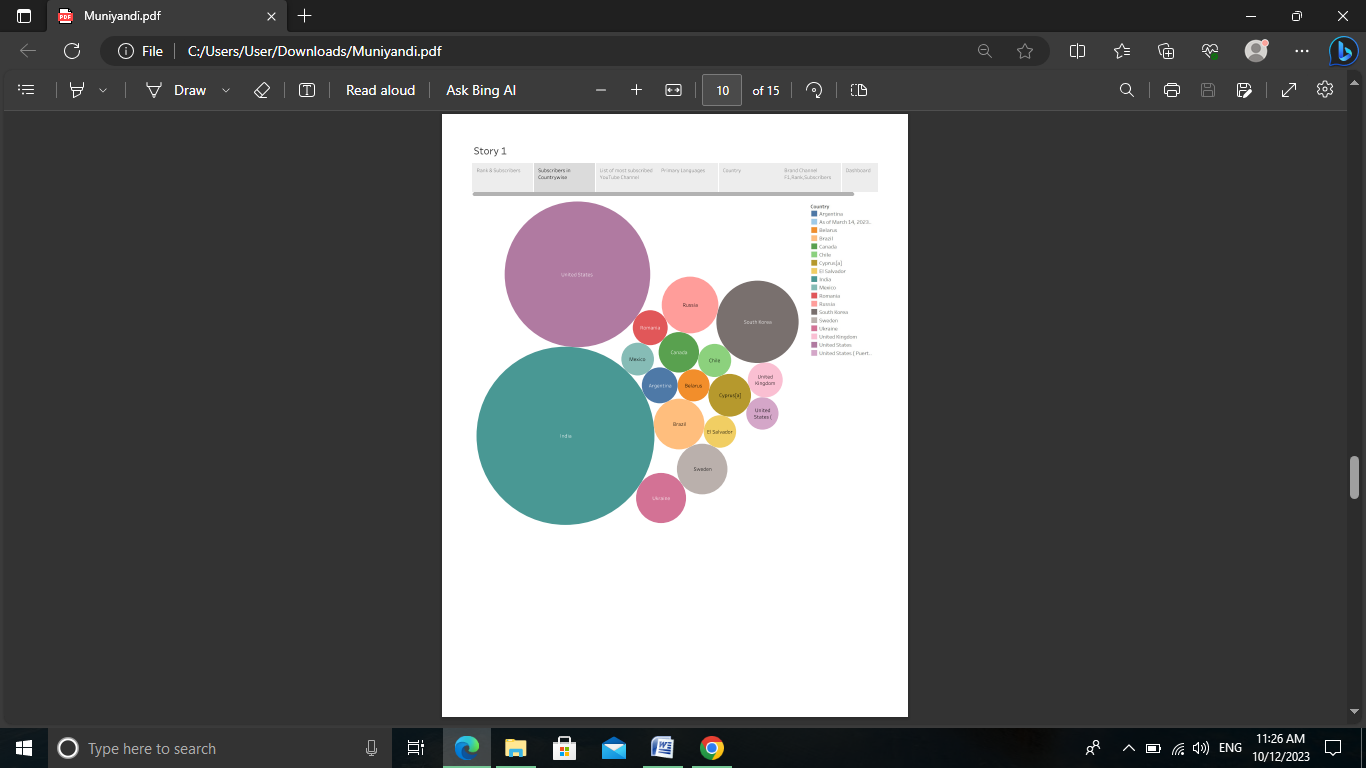 Muniyandi.pdf
File
C:/Users/User/Downloads/Muniyandi.pdf
Draw
Read aloud
Ask Bing AI
10
of 15
Story 1
Rank & Subscribers
Subscribers in
Countrywise
List of most subscribed
YouTube Channel
Primary Languages
Country
Brand Channel
Dashboard
United States
Russia
South Korea
Romania
Mexico
Canada
Chile
Argentina
Belarus
Cyprus[a]
United
Kingdom
United
States (
Brazil
El Salvador
India
Sweden
Ukraine
Country
Argentina
As of March 14, 2023..
Belarus
Brazil
Canada
Chile
Cyprus[a]
El Salvador
India
Mexico
Romania
Russia
South Korea
Sweden
Ukraine
United Kingdom
United States
United States ( Puert..
Type here to search
ENG
11:26 AM
10/12/2023